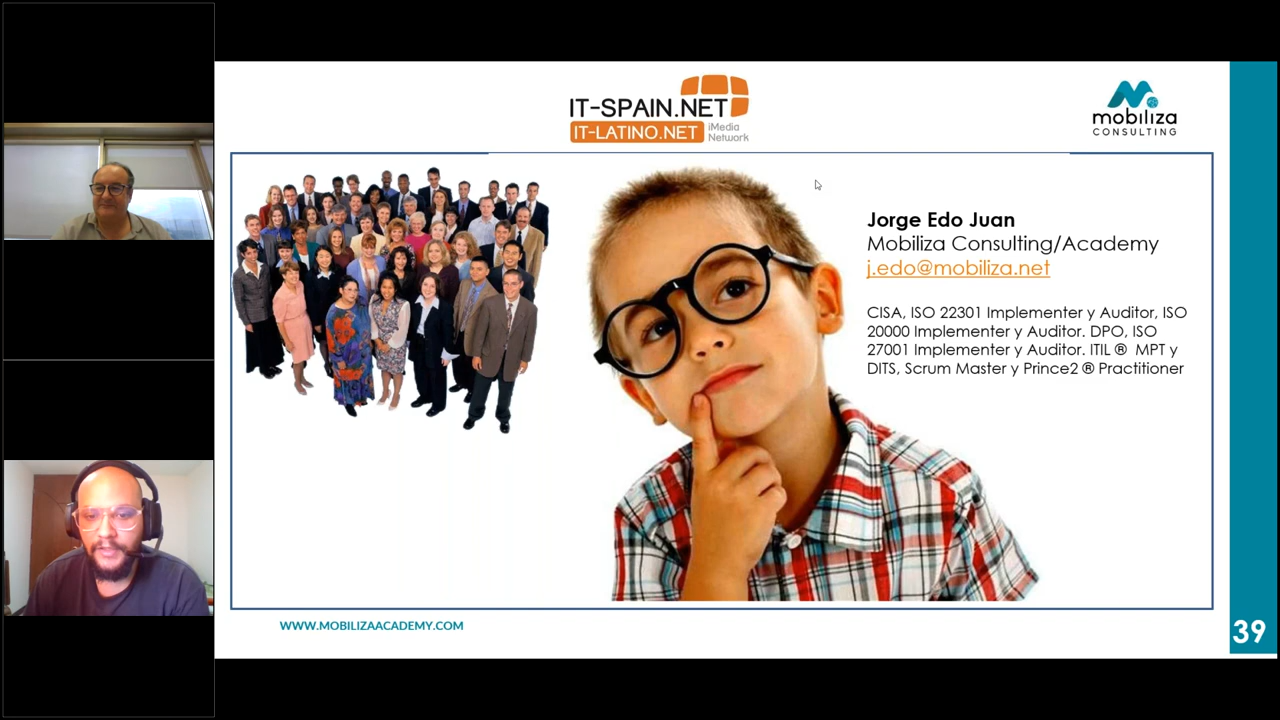 IT-SPAIN.NET
IT-LATINO.NET
iMedia
Network
mobiliza
CONSULTING
Jorge Edo Juan
Mobiliza Consulting/Academy
j.edo@mobiliza.net
CISA, ISO 22301 Implementer y Auditor, ISO
20000 Implementer y Auditor. DPO, ISO
27001 Implementer y Auditor. ITIL ® MPT y
DITS, Scrum Master y Prince2 ® Practitioner
WWW.MOBILIZAACADEMY.COM
39